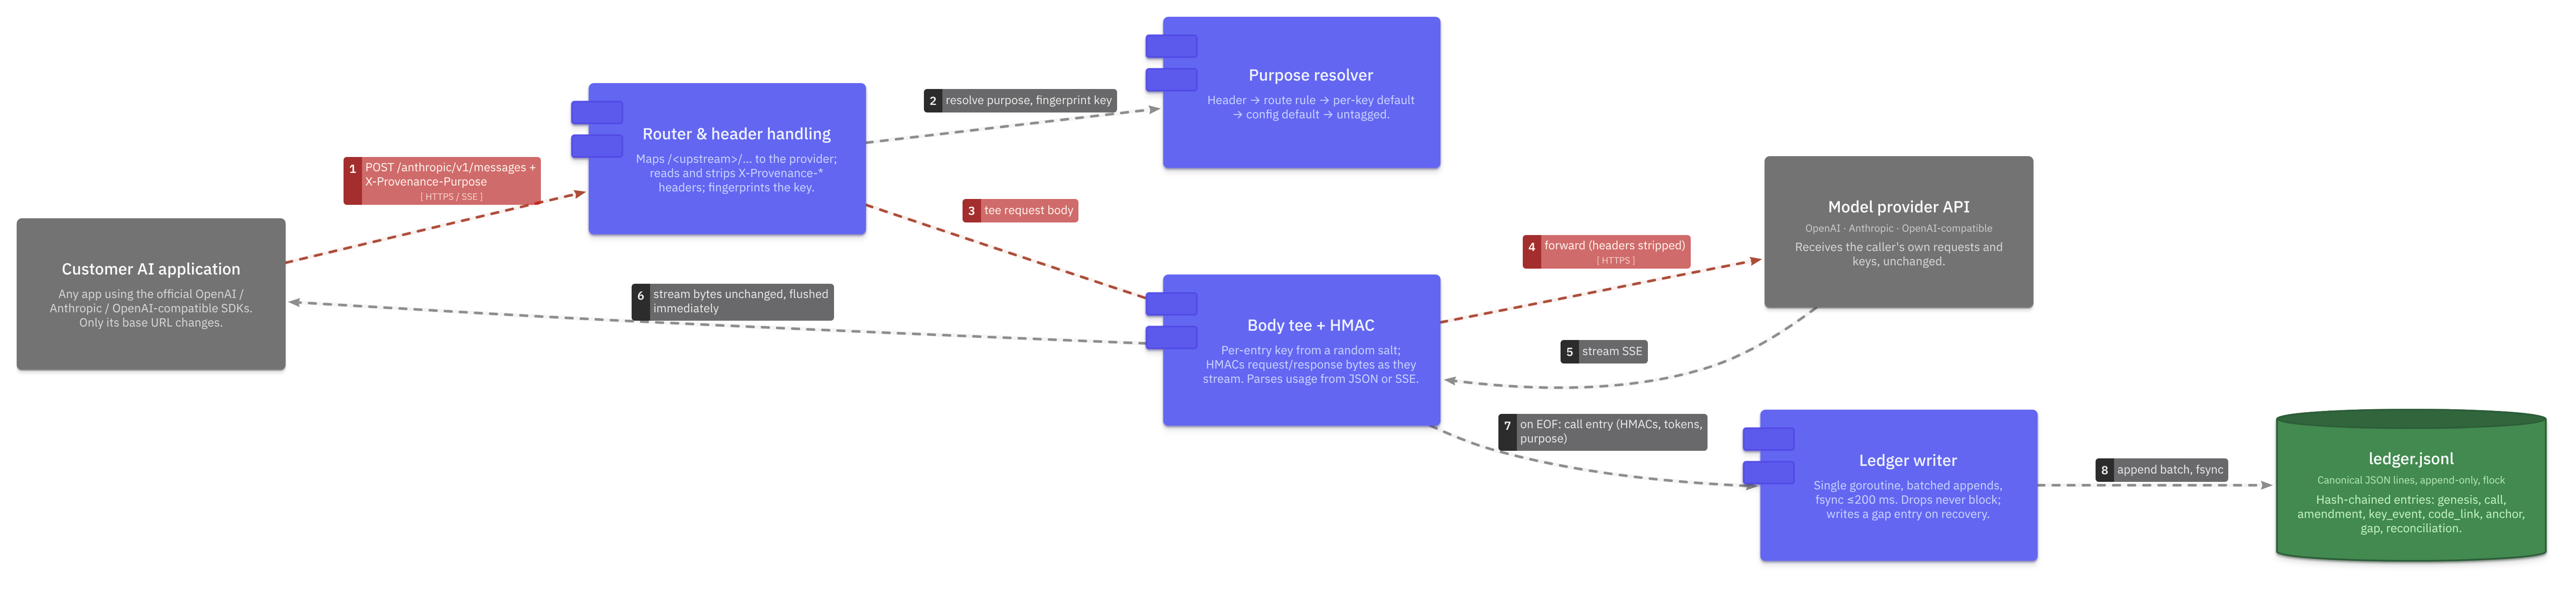 Customer AI application
Any app using the official OpenAI /
Anthropic / OpenAI-compatible SDKs.
Only its base URL changes.
1
POST /anthropic/v1/messages +
X-Provenance-Purpose
[ HTTPS / SSE ]
Router & header handling
Maps /<upstream>/... to the provider;
reads and strips X-Provenance-*
headers; fingerprints the key.
2
resolve purpose, fingerprint key
Purpose resolver
Header → route rule → per-key default
→ config default → untagged.
3
tee request body
Body tee + HMAC
Per-entry key from a random salt;
HMACs request/response bytes as they
stream. Parses usage from JSON or SSE.
4
forward (headers stripped)
[ HTTPS ]
Model provider API
OpenAI · Anthropic · OpenAI-compatible
Receives the caller's own requests and
keys, unchanged.
5
stream SSE
6
stream bytes unchanged, flushed
immediately
7
on EOF: call entry (HMACs, tokens,
purpose)
Ledger writer
Single goroutine, batched appends,
fsync ≤200 ms. Drops never block;
writes a gap entry on recovery.
8
append batch, fsync
ledger.jsonl
Canonical JSON lines, append-only, flock
Hash-chained entries: genesis, call,
amendment, key_event, code_link, anchor,
gap, reconciliation.